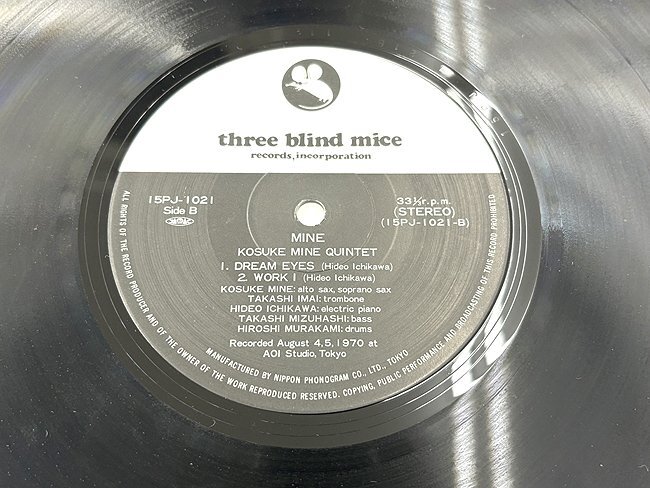 three blind mice
records, incorporation
15PJ-1021
Side B
33⅓r.p.m.
(STEREO)
(15PJ-1021-B)
MINE
KOSUKE MINE QUINTET
1. DREAM EYES (Hideo Ichikawa)
2. WORK I (Hideo Ichikawa)
KOSUKE MINE: alto sax, soprano sax
TAKASHI IMAI: trombone
HIDEO ICHIKAWA: electric piano
TAKASHI MIZUHASHI: bass
HIROSHI MURAKAMI: drums
Recorded August 4, 5, 1970 at
AOI Studio, Tokyo
MANUFACTURED BY NIPPON PHONOGRAM CO., LTD., TOKYO
ALL RIGHTS OF THE RECORD PRODUCER AND OF THE OWNER OF THE WORK REPRODUCED RESERVED. COPYING, PUBLIC PERFORMANCE AND BROADCASTING OF THIS RECORD PROHIBITED